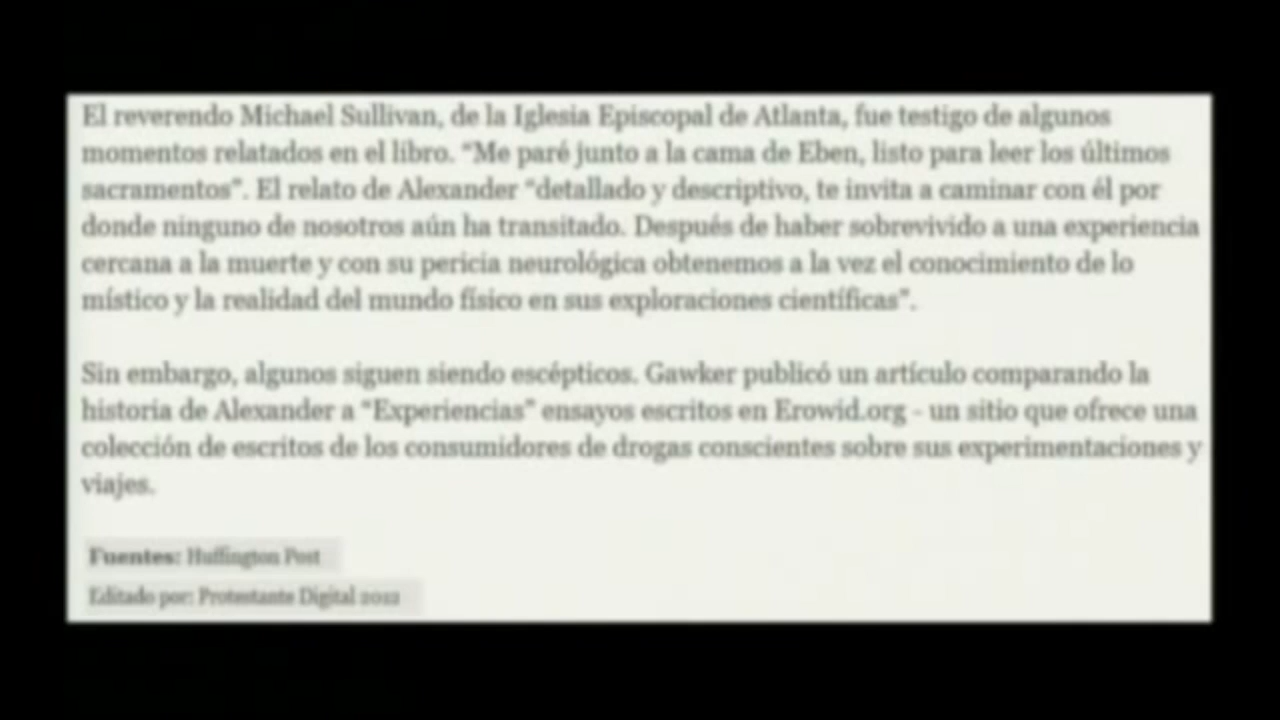 El reverendo Michael Sullivan, de la Iglesia Episcopal de Atlanta, fue testigo de algunos
momentos relatados en el libro. “Me paré junto a la cama de Eben, listo para leer los últimos
sacramentos”. El relato de Alexander “detallado y descriptivo, te invita a caminar con él por
donde ninguno de nosotros aún ha transitado. Después de haber sobrevivido a una experiencia
cercana a la muerte y con su pericia neurológica obtenemos a la vez el conocimiento de lo
místico y la realidad del mundo físico en sus exploraciones científicas”.
Sin embargo, algunos siguen siendo escépticos. Gawker publicó un artículo comparando la
historia de Alexander a “Experiencias” ensayos escritos en Erowid.org - un sitio que ofrece una
colección de escritos de los consumidores de drogas conscientes sobre sus experimentaciones y
viajes.
Fuentes: Huffington Post
Editado por: Protestante Digital 2012